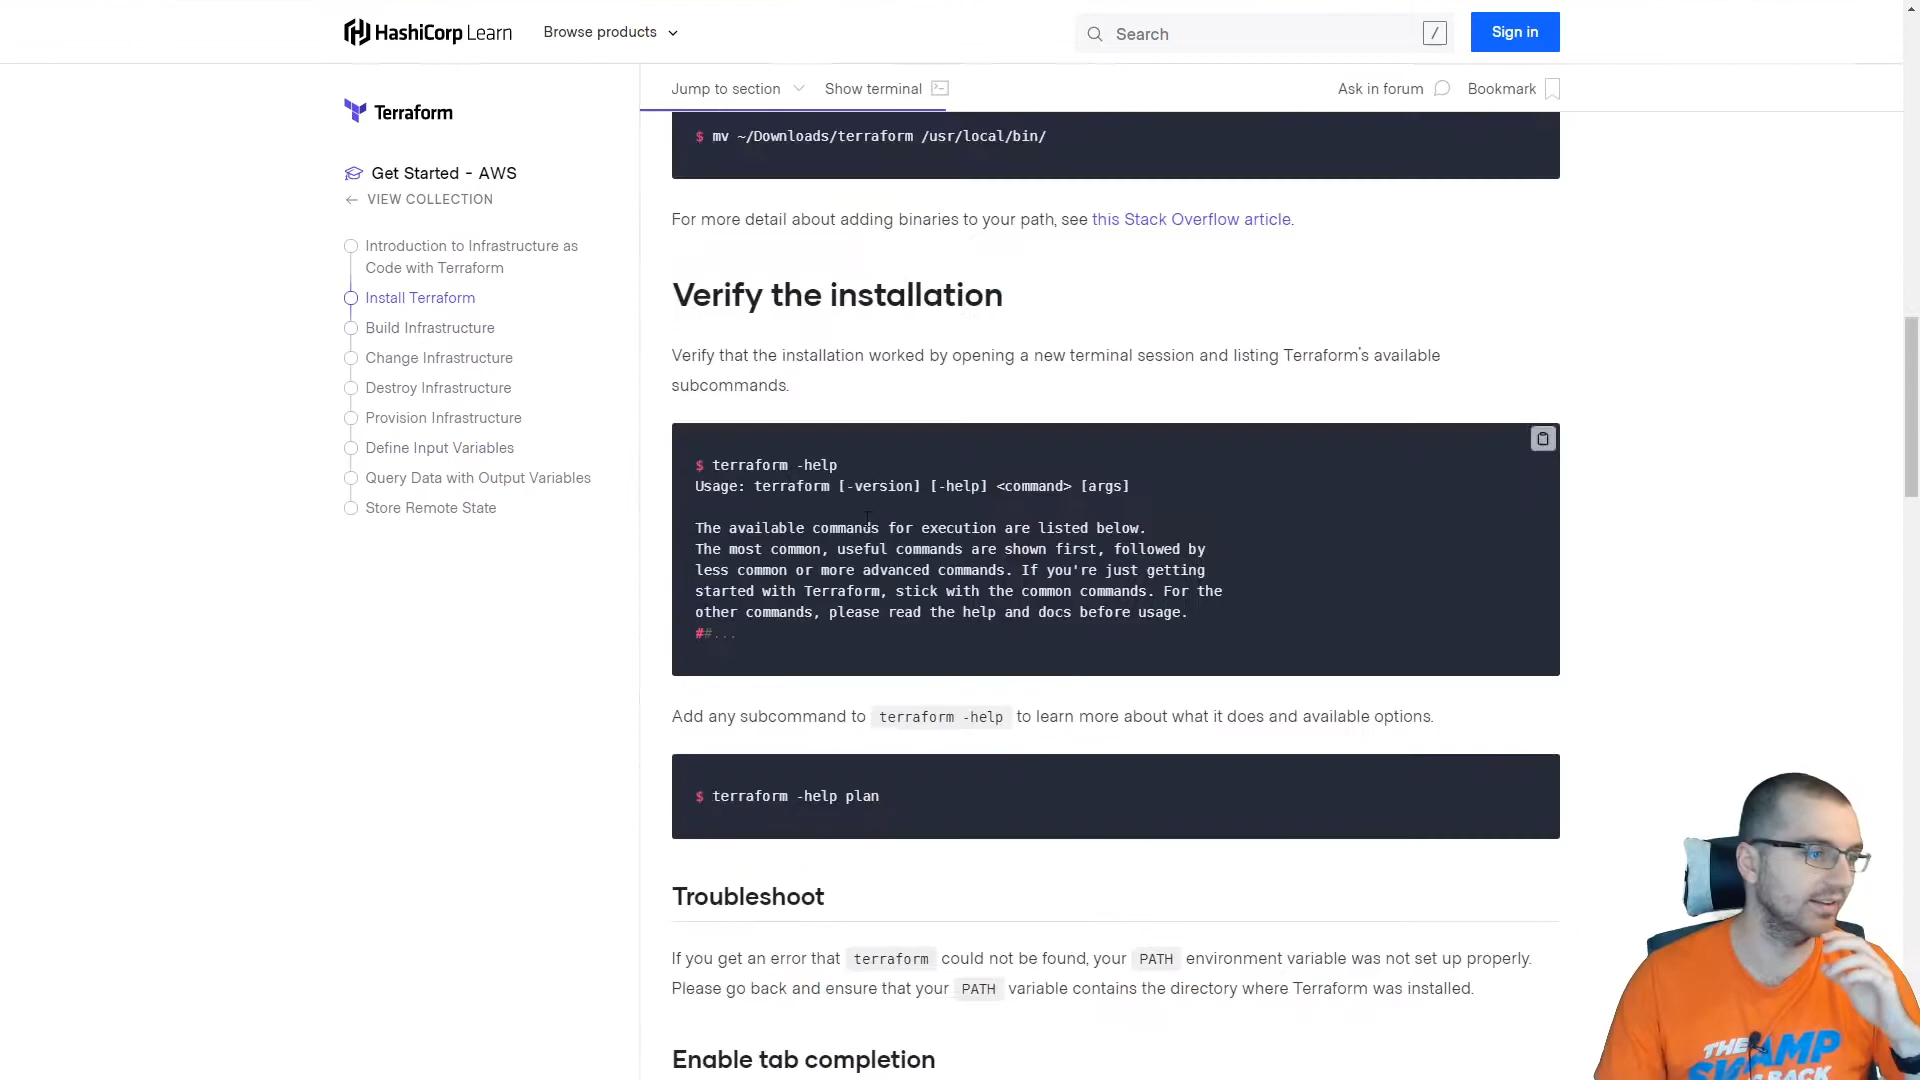 HashiCorp Learn
Browse products
Search
/
Sign in
Terraform
Get Started - AWS
VIEW COLLECTION
Introduction to Infrastructure as
Code with Terraform
Install Terraform
Build Infrastructure
Change Infrastructure
Destroy Infrastructure
Provision Infrastructure
Define Input Variables
Query Data with Output Variables
Store Remote State
Jump to section
Show terminal
Ask in forum
Bookmark
$ mv ~/Downloads/terraform /usr/local/bin/
For more detail about adding binaries to your path, see this Stack Overflow article.
Verify the installation
Verify that the installation worked by opening a new terminal session and listing Terraform's available
subcommands.
$ terraform -help
Usage: terraform [-version] [-help] <command> [args]
The available commands for execution are listed below.
The most common, useful commands are shown first, followed by
less common or more advanced commands. If you're just getting
started with Terraform, stick with the common commands. For the
other commands, please read the help and docs before usage.
##...
Add any subcommand to terraform -help to learn more about what it does and available options.
$ terraform -help plan
Troubleshoot
If you get an error that terraform could not be found, your PATH environment variable was not set up properly.
Please go back and ensure that your PATH variable contains the directory where Terraform was installed.
Enable tab completion
THE
BACK